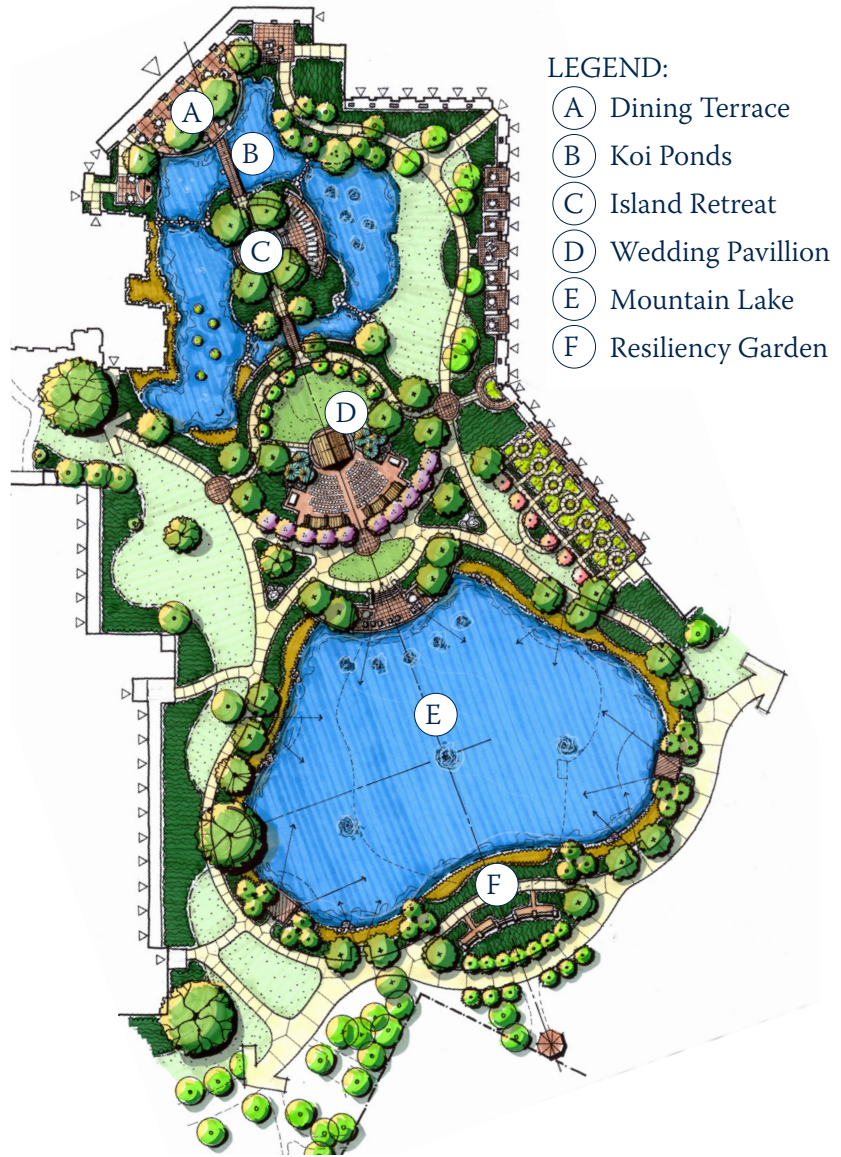 LEGEND:
A Dining Terrace
B Koi Ponds
C Island Retreat
D Wedding Pavillion
E Mountain Lake
F Resiliency Garden
A
B
C
D
E
F